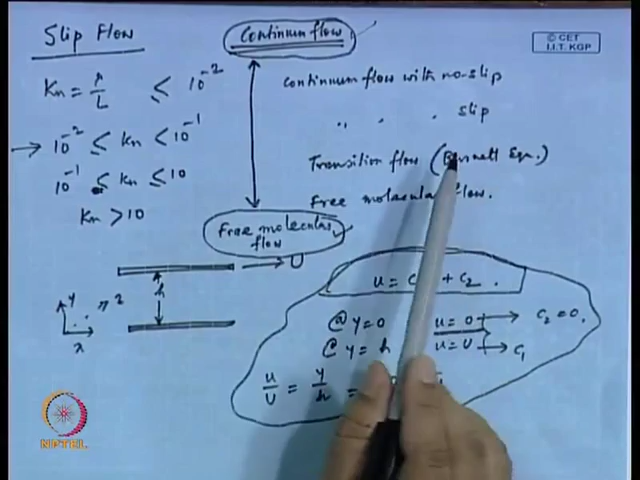 Slip Flow
Continuum flow
© CET
I.I.T. KGP
Kn = λ/L ≤ 10⁻²
Continuum flow with no-slip
→ 10⁻² ≤ Kn ≤ 10⁻¹
" " " slip
10⁻¹ ≤ Kn ≤ 10
Transition flow ( Eqn.)
Kn > 10
Free molecular flow.
Free molecular flow
U
h
y
x
u = + C₂ .
@ y=0 u=0 → C₂=0.
@ y=h u=U → C₁
u/U = y/h =
NPTEL